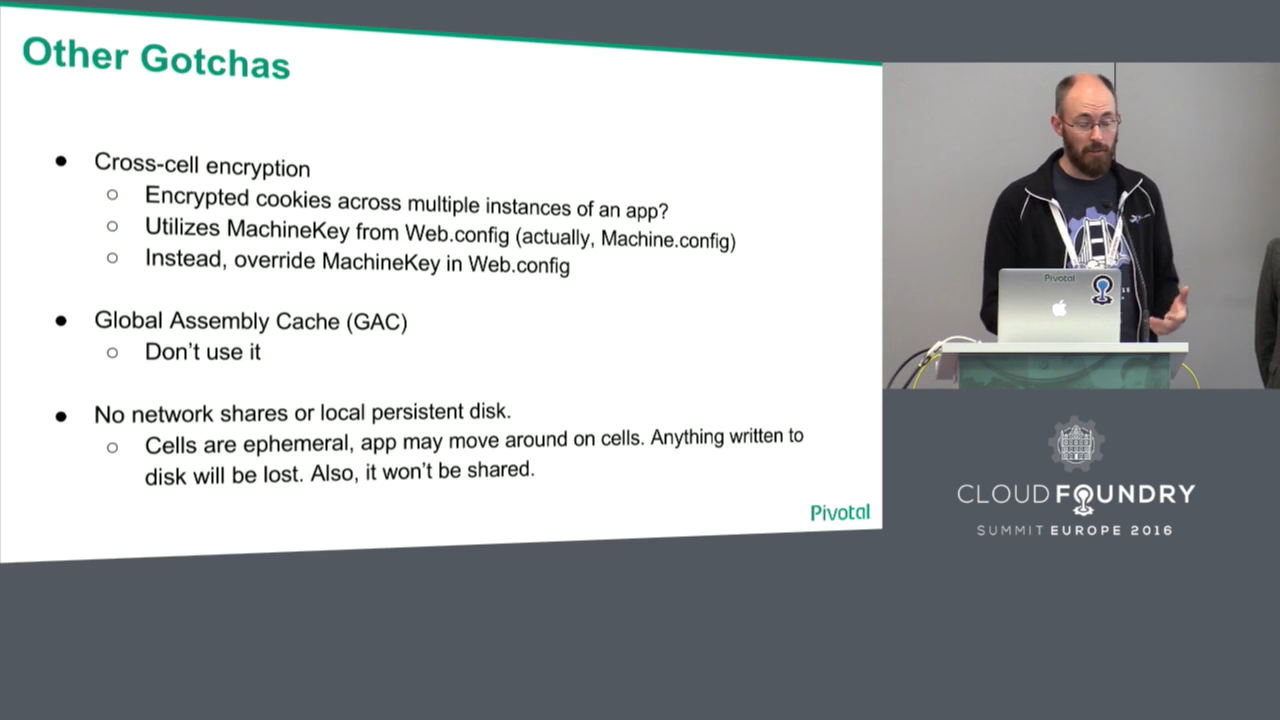 Other Gotchas
● Cross-cell encryption
○ Encrypted cookies across multiple instances of an app?
○ Utilizes MachineKey from Web.config (actually, Machine.config)
○ Instead, override MachineKey in Web.config
● Global Assembly Cache (GAC)
○ Don't use it
● No network shares or local persistent disk.
○ Cells are ephemeral, app may move around on cells. Anything written to
disk will be lost. Also, it won't be shared.
Pivotal
Pivotal
CLOUD FOUNDRY
SUMMIT EUROPE 2016